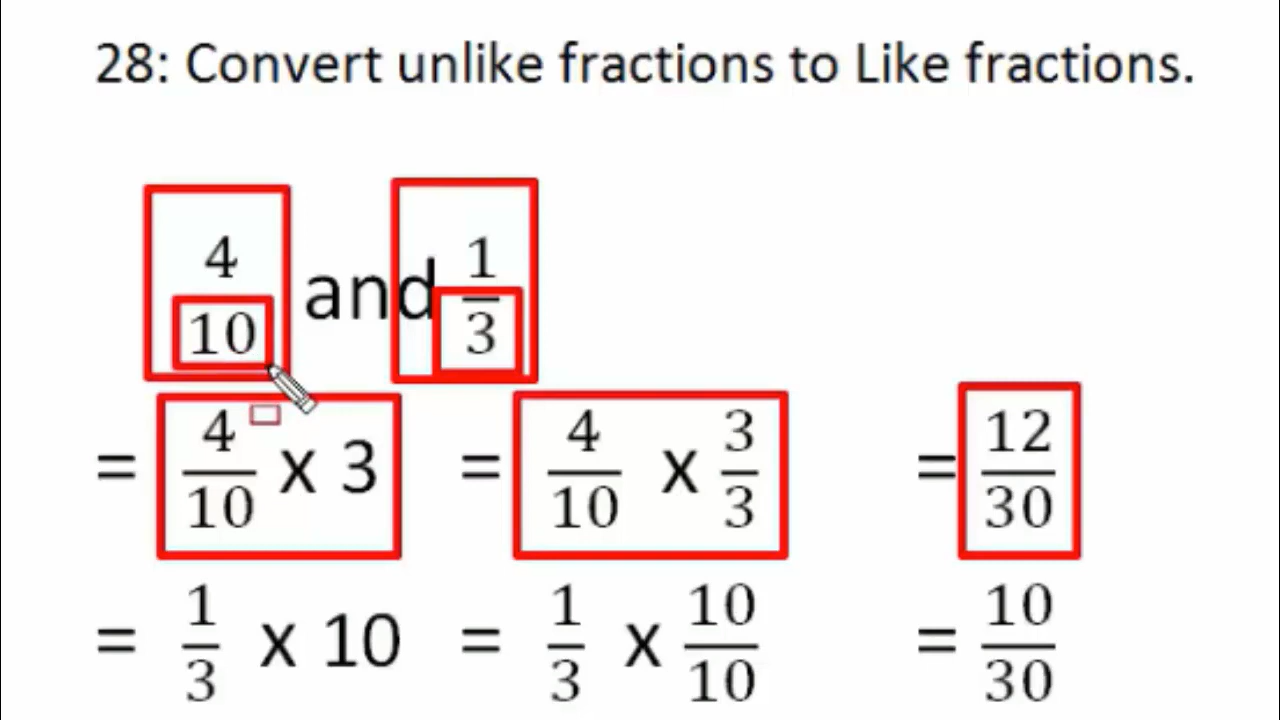 28: Convert unlike fractions to Like fractions.
4/10 and 1/3
= 4/10 x 3 = 4/10 x 3/3 = 12/30
= 1/3 x 10 = 1/3 x 10/10 = 10/30